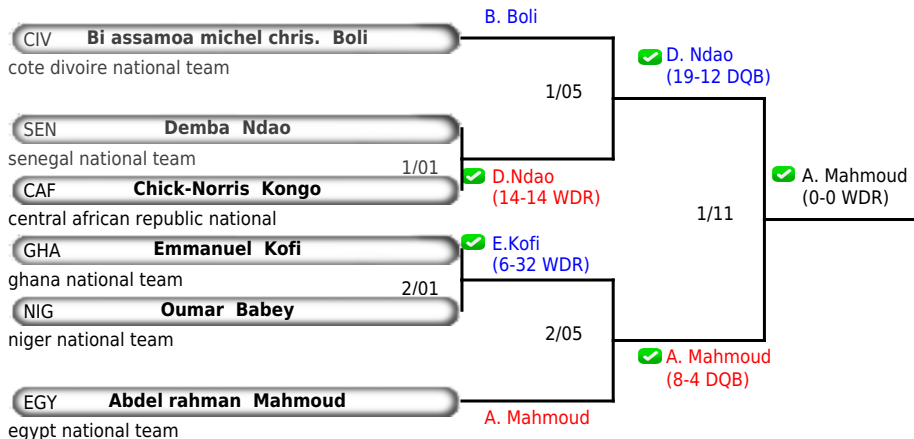 B. Boli
CIV Bi assamoa michel chris. Boli
cote divoire national team
D. Ndao
(19-12 DQB)
1/05
SEN Demba Ndao
senegal national team
1/01
D.Ndao
(14-14 WDR)
CAF Chick-Norris Kongo
central african republic national
A. Mahmoud
(0-0 WDR)
1/11
GHA Emmanuel Kofi
ghana national team
E.Kofi
(6-32 WDR)
2/01
NIG Oumar Babey
niger national team
2/05
A. Mahmoud
(8-4 DQB)
EGY Abdel rahman Mahmoud
egypt national team
A. Mahmoud